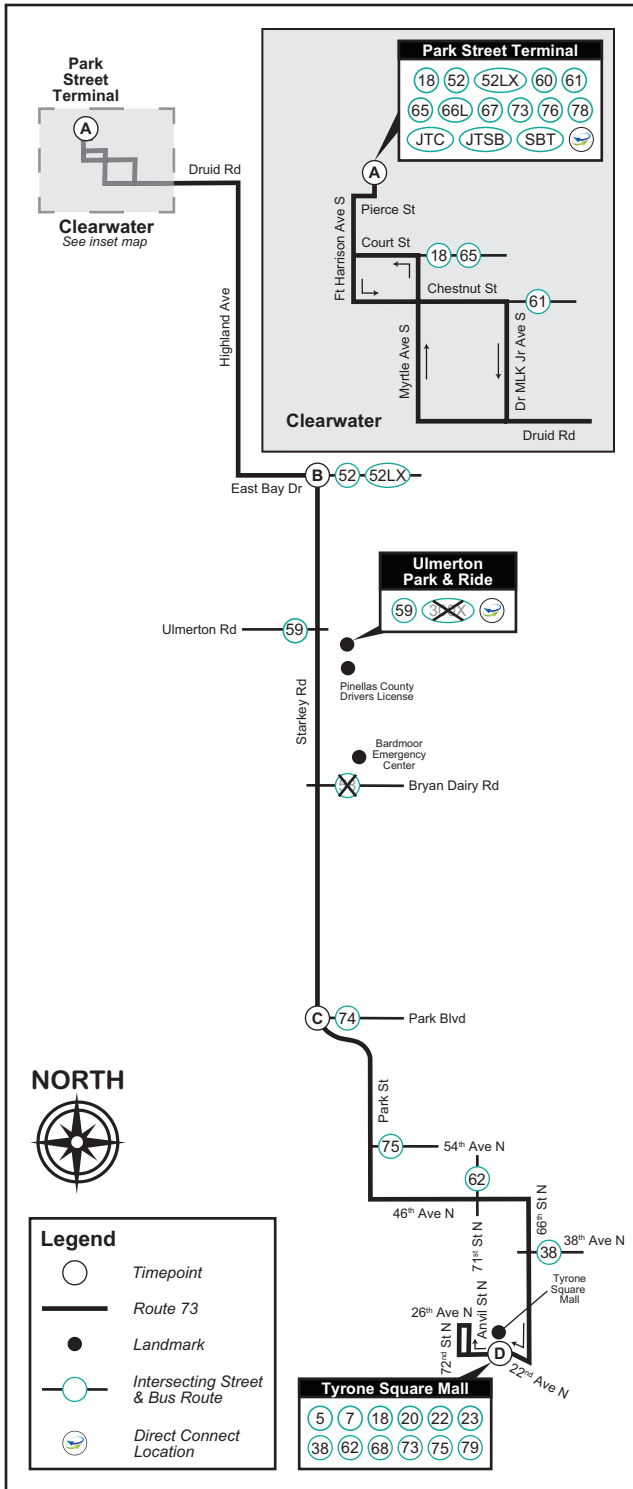 Park
Street
Terminal
A
Druid Rd
Clearwater
See inset map
Highland Ave
Park Street Terminal
18 52 52LX 60 61
65 66L 67 73 76 78
JTC JTSB SBT
A
Pierce St
Ft Harrison Ave S
Court St
18 65
Chestnut St
61
Myrtle Ave S
Dr MLK Jr Ave S
Clearwater
Druid Rd
East Bay Dr
B 52 52LX
Ulmerton
Park & Ride
59
Ulmerton Rd
59
Pinellas County
Drivers License
Starkey Rd
Bardmoor
Emergency
Center
Bryan Dairy Rd
C 74 Park Blvd
NORTH
Park St
75
54th Ave N
62
46th Ave N
71st St N
66th St N
38th Ave N
38
Tyrone
Square
Mall
26th Ave N
Anvil St N
72nd St N
D
22nd Ave N
Tyrone Square Mall
5 7 18 20 22 23
38 62 68 73 75 79
Legend
Timepoint
Route 73
Landmark
Intersecting Street
& Bus Route
Direct Connect
Location